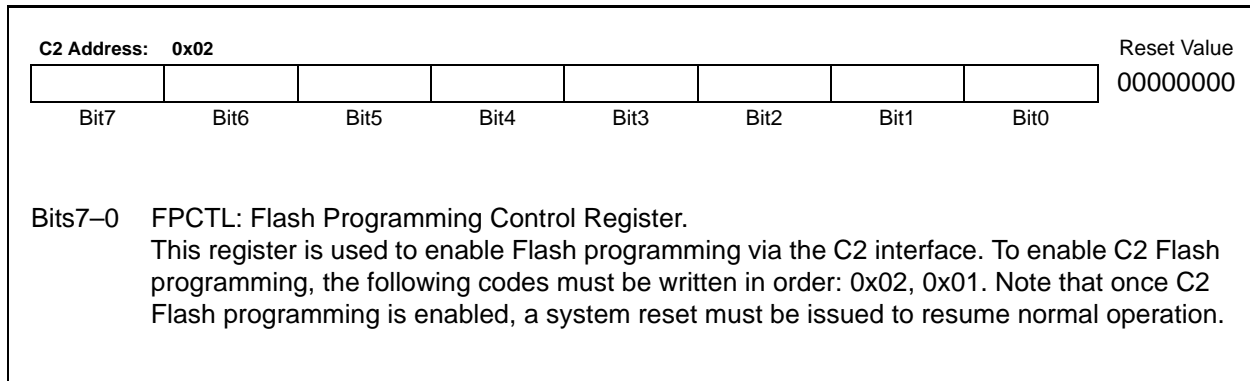 C2 Address: 0x02 Reset Value
00000000
Bit7 Bit6 Bit5 Bit4 Bit3 Bit2 Bit1 Bit0
Bits7–0 FPCTL: Flash Programming Control Register.
This register is used to enable Flash programming via the C2 interface. To enable C2 Flash
programming, the following codes must be written in order: 0x02, 0x01. Note that once C2
Flash programming is enabled, a system reset must be issued to resume normal operation.